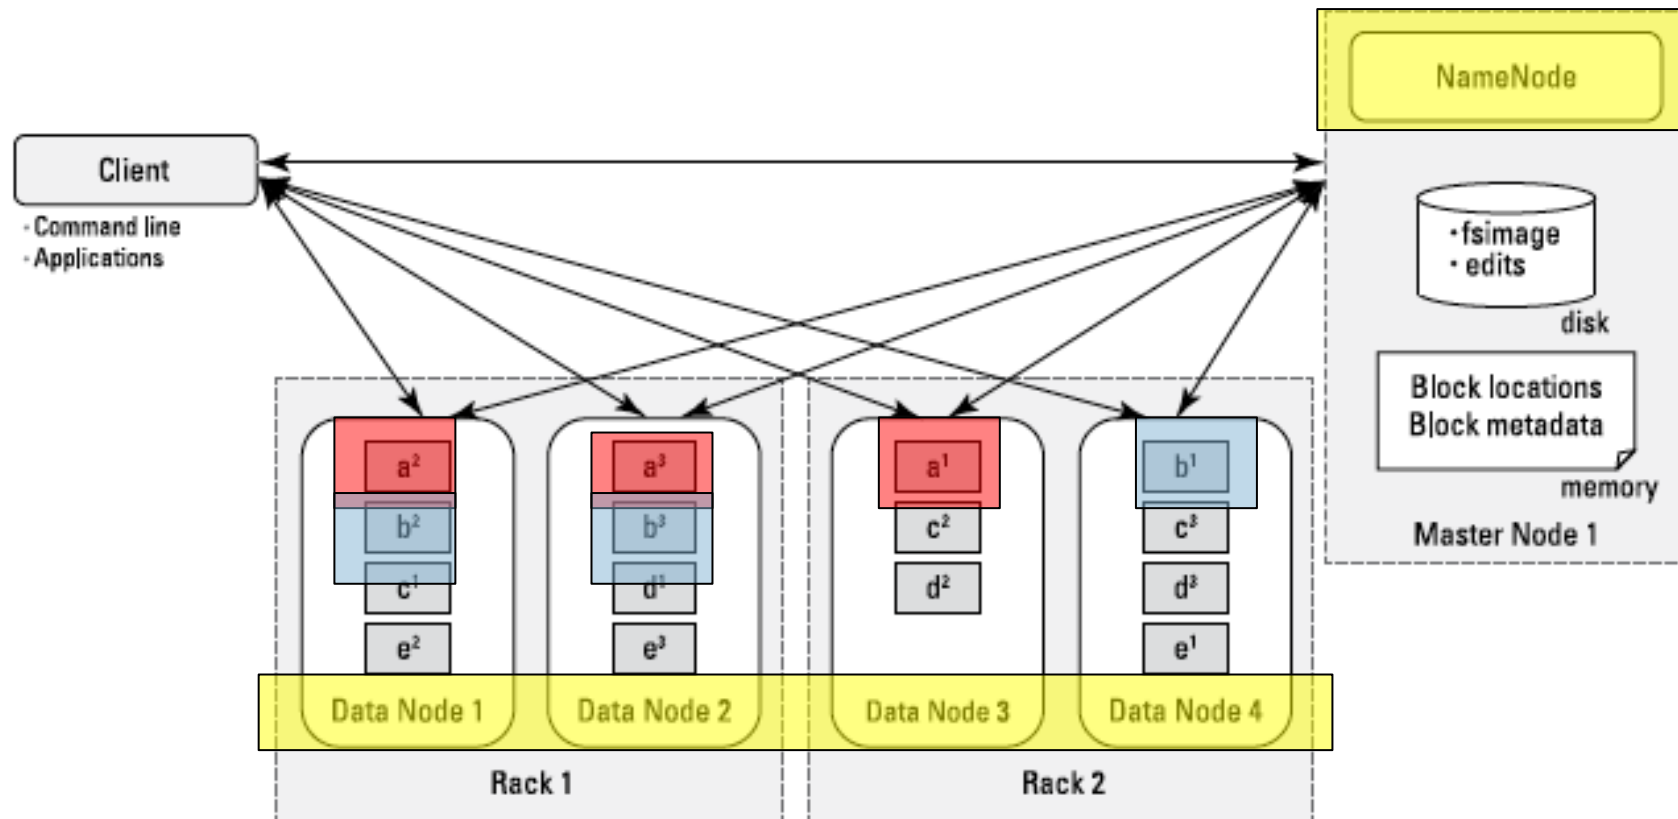 NameNode
Client
· Command line
· Applications
• fsimage
• edits
disk
Block locations
Block metadata
memory
Master Node 1
a²
b²
c¹
e²
Data Node 1
a³
b³
d¹
e³
Data Node 2
Rack 1
a¹
c²
d²
Data Node 3
b¹
c³
d³
e¹
Data Node 4
Rack 2